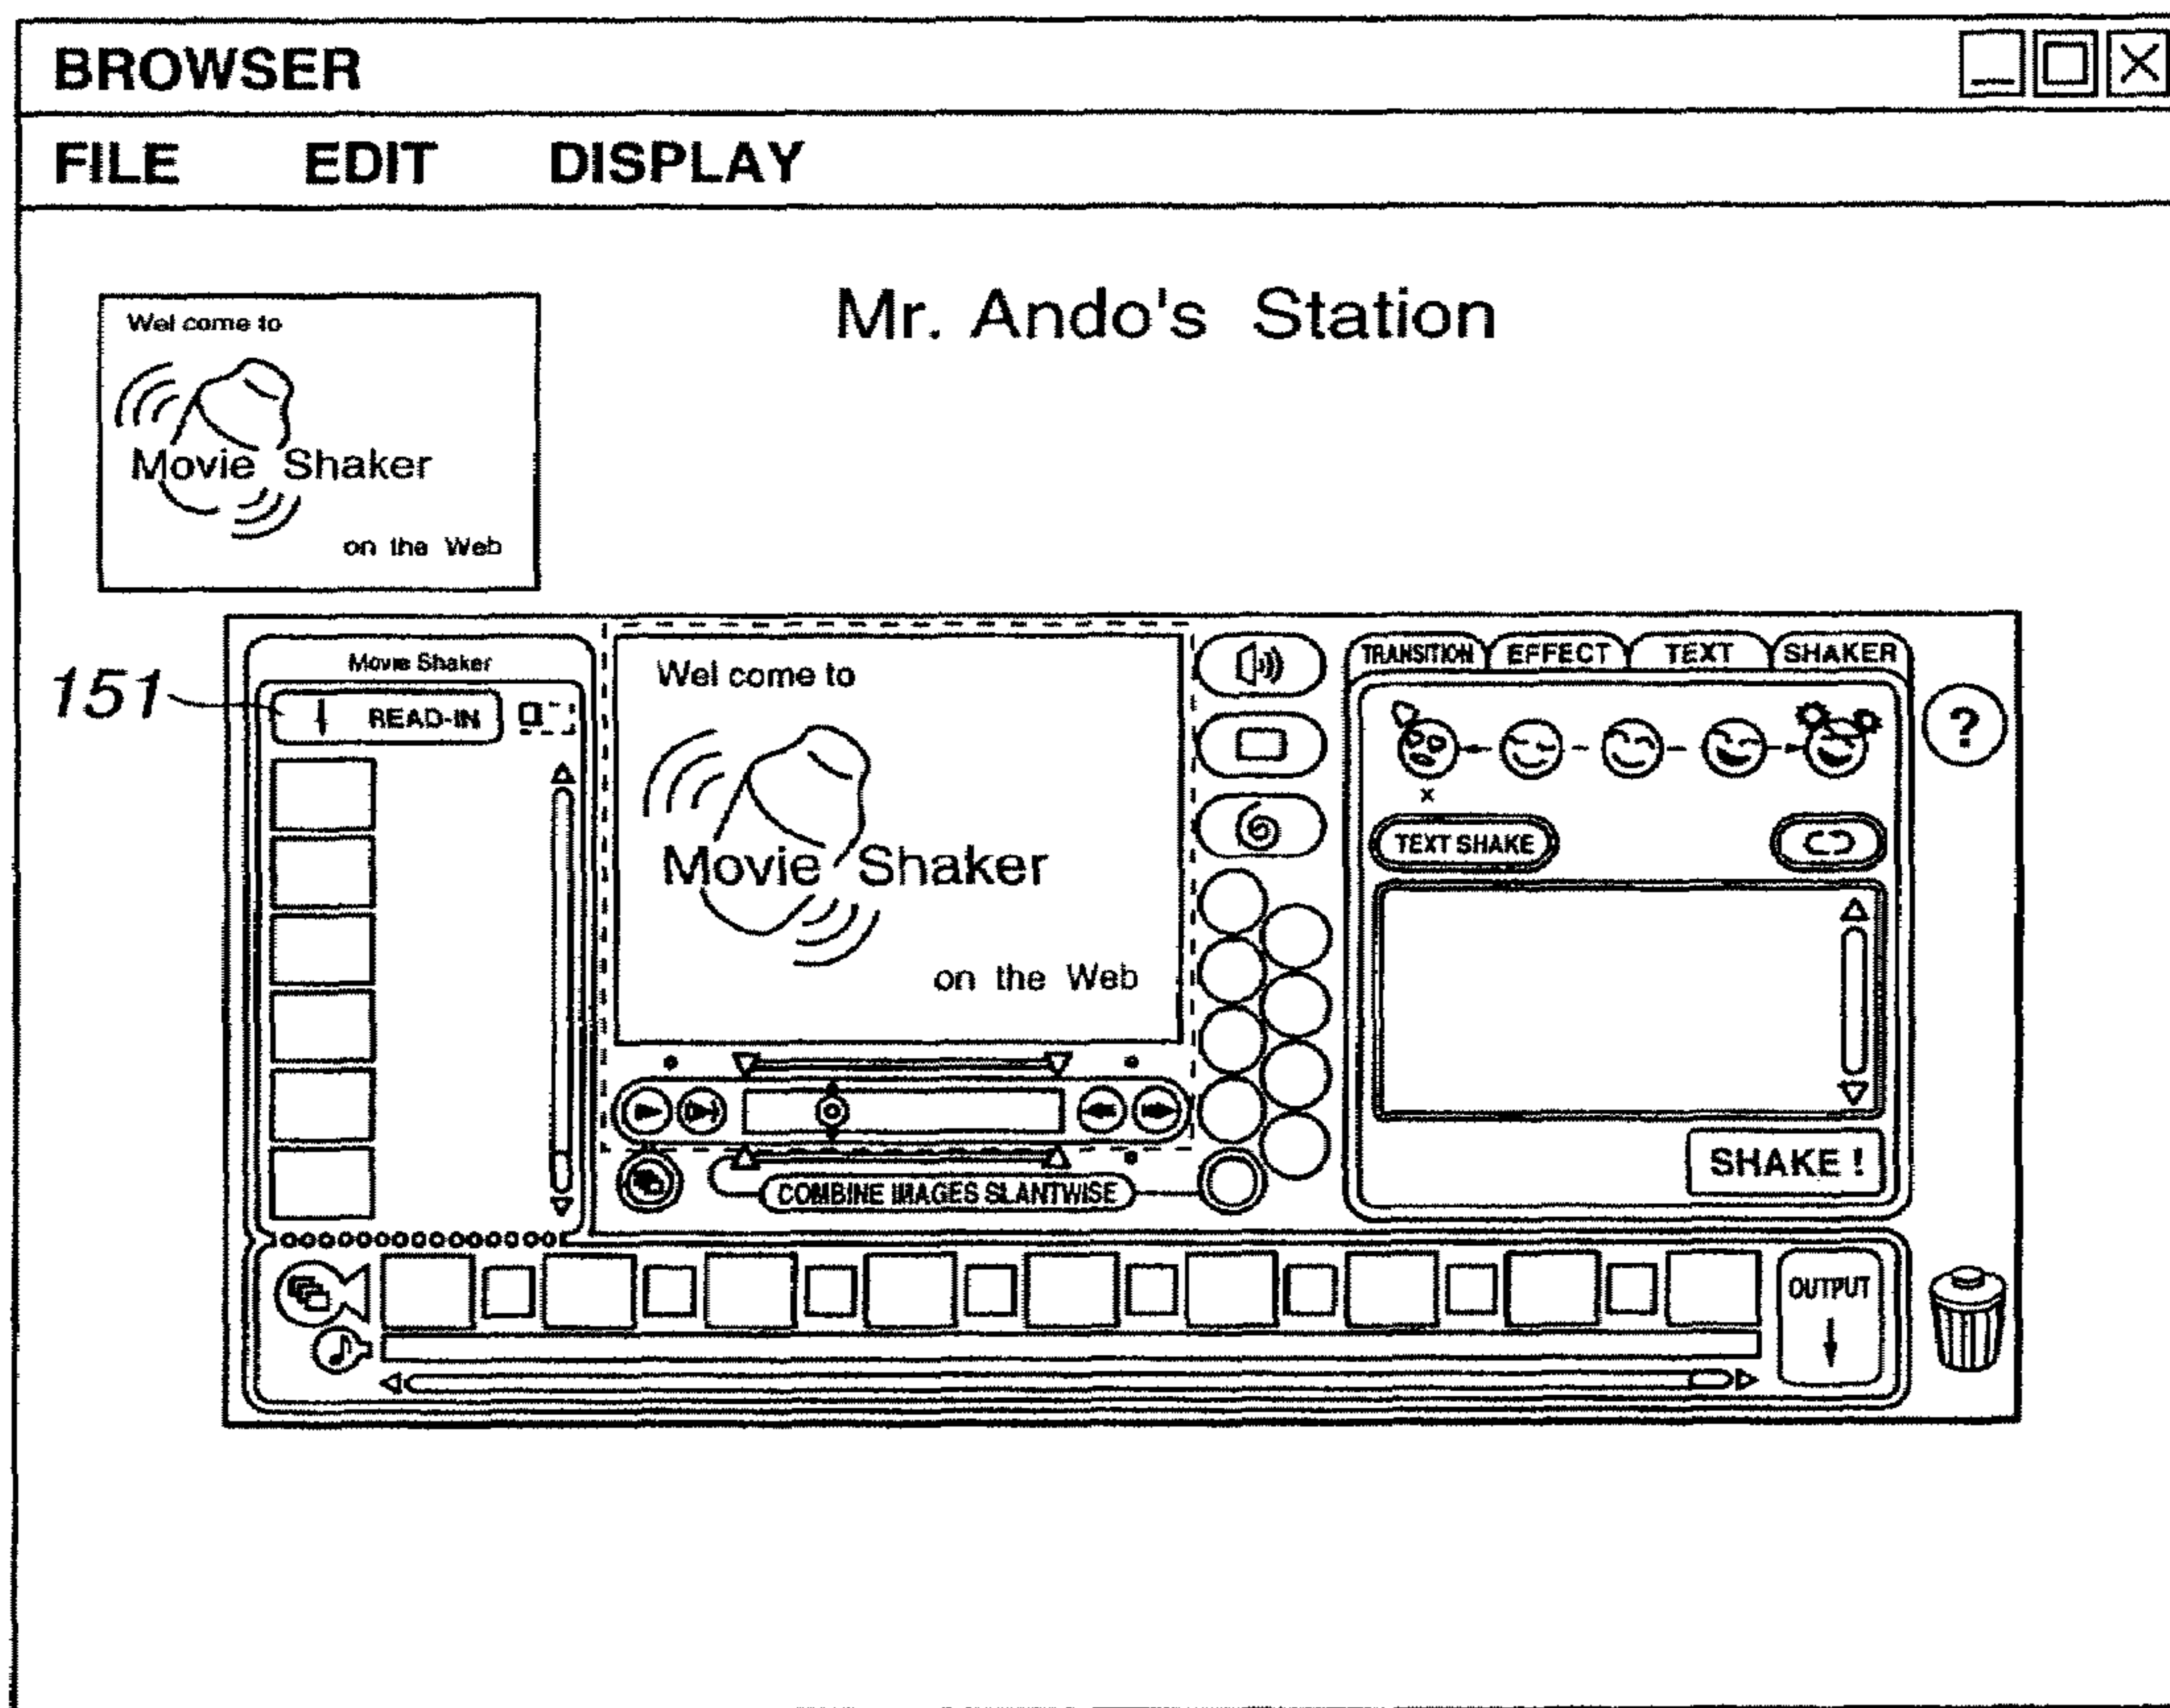 BROWSER
FILE EDIT DISPLAY
Mr. Ando's Station
Wel come to
Movie Shaker
on the Web
151
Movie Shaker
READ-IN
Wel come to
Movie Shaker
on the Web
TRANSITION EFFECT TEXT SHAKER
?
TEXT SHAKE
SHAKE !
COMBINE IMAGES SLANTWISE
OUTPUT